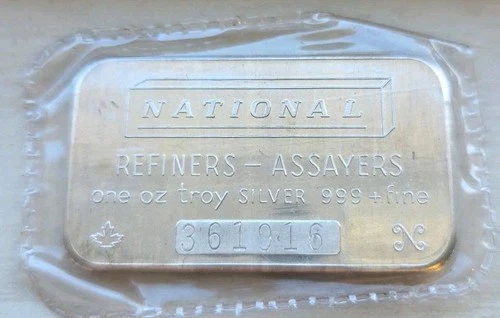 NATIONAL
REFINERS - ASSAYERS
one oz troy SILVER 999+fine
361016
N